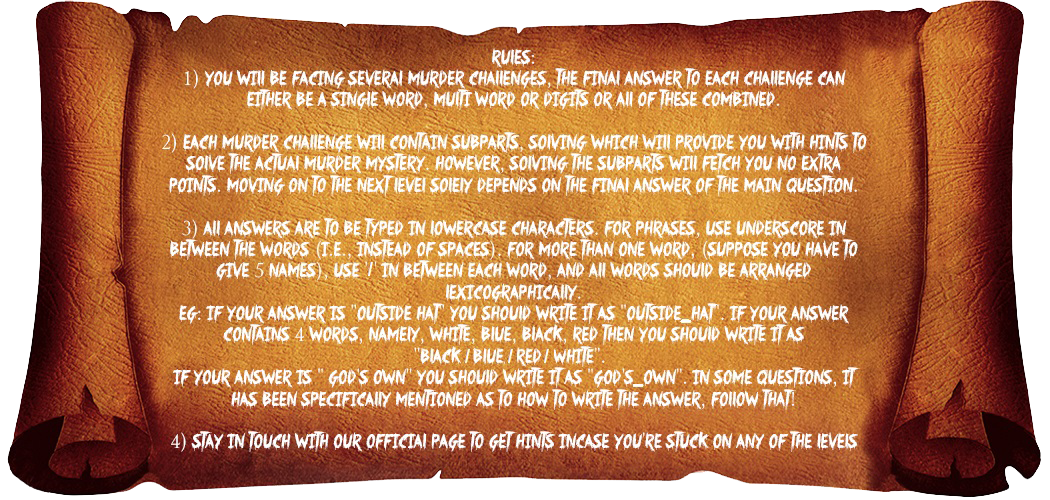 RULES:
1) YOU WILL BE FACING SEVERAL MURDER CHALLENGES, THE FINAL ANSWER TO EACH CHALLENGE CAN
EITHER BE A SINGLE WORD, MULTI WORD OR DIGITS OR ALL OF THESE COMBINED.
2) EACH MURDER CHALLENGE WILL CONTAIN SUBPARTS, SOLVING WHICH WILL PROVIDE YOU WITH HINTS TO
SOLVE THE ACTUAL MURDER MYSTERY. HOWEVER, SOLVING THE SUBPARTS WILL FETCH YOU NO EXTRA
POINTS. MOVING ON TO THE NEXT LEVEL SOLELY DEPENDS ON THE FINAL ANSWER OF THE MAIN QUESTION.
3) ALL ANSWERS ARE TO BE TYPED IN LOWERCASE CHARACTERS. FOR PHRASES, USE UNDERSCORE IN
BETWEEN THE WORDS (I.E., INSTEAD OF SPACES). FOR MORE THAN ONE WORD, (SUPPOSE YOU HAVE TO
GIVE 5 NAMES), USE '/' IN BETWEEN EACH WORD, AND ALL WORDS SHOULD BE ARRANGED
LEXICOGRAPHICALLY.
EG: IF YOUR ANSWER IS "OUTSIDE HAT" YOU SHOULD WRITE IT AS "OUTSIDE_HAT". IF YOUR ANSWER
CONTAINS 4 WORDS, NAMELY, WHITE, BLUE, BLACK, RED THEN YOU SHOULD WRITE IT AS
"BLACK/BLUE/RED/WHITE".
IF YOUR ANSWER IS " GOD'S OWN" YOU SHOULD WRITE IT AS "GOD'S_OWN". IN SOME QUESTIONS, IT
HAS BEEN SPECIFICALLY MENTIONED AS TO HOW TO WRITE THE ANSWER, FOLLOW THAT!
4) STAY IN TOUCH WITH OUR OFFICIAL PAGE TO GET HINTS INCASE YOU'RE STUCK ON ANY OF THE LEVELS